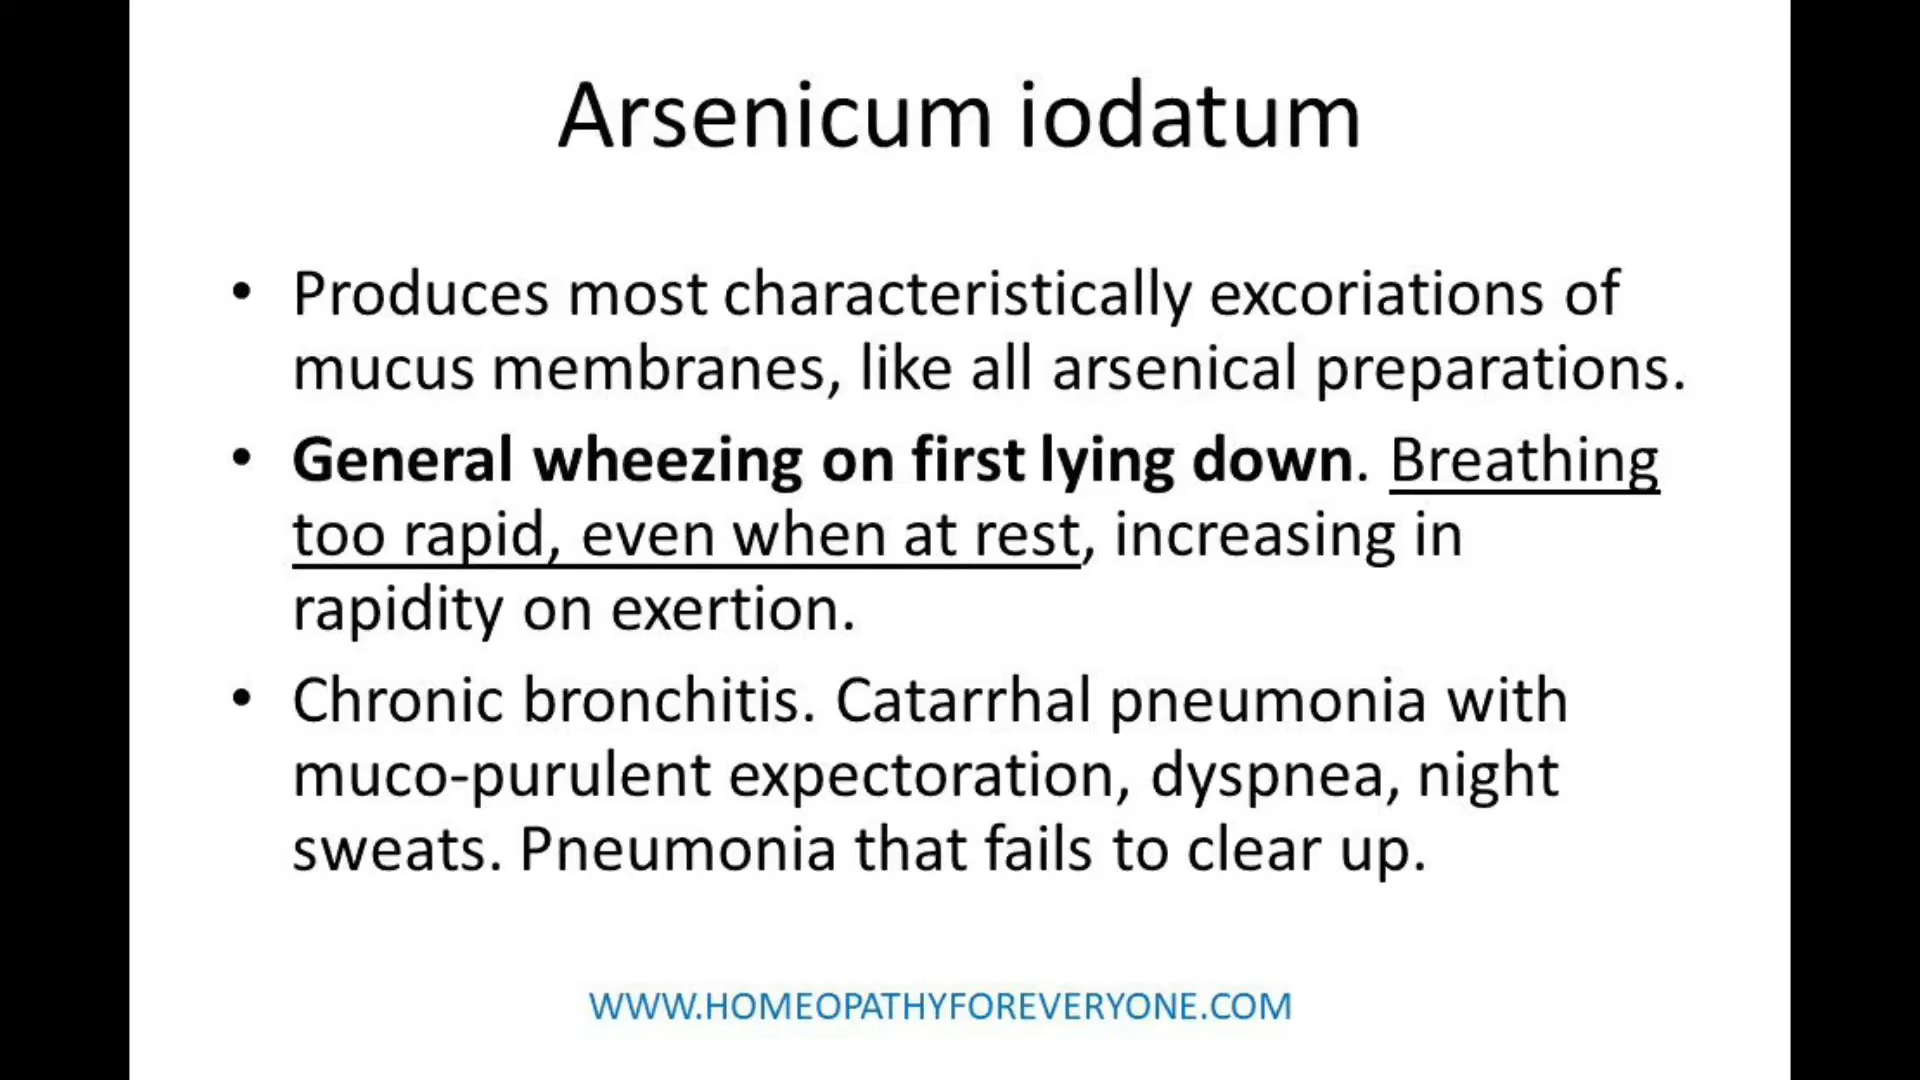 Arsenicum iodatum
• Produces most characteristically excoriations of
mucus membranes, like all arsenical preparations.
• General wheezing on first lying down. Breathing
too rapid, even when at rest, increasing in
rapidity on exertion.
• Chronic bronchitis. Catarrhal pneumonia with
muco-purulent expectoration, dyspnea, night
sweats. Pneumonia that fails to clear up.
WWW.HOMEOPATHYFOREVERYONE.COM